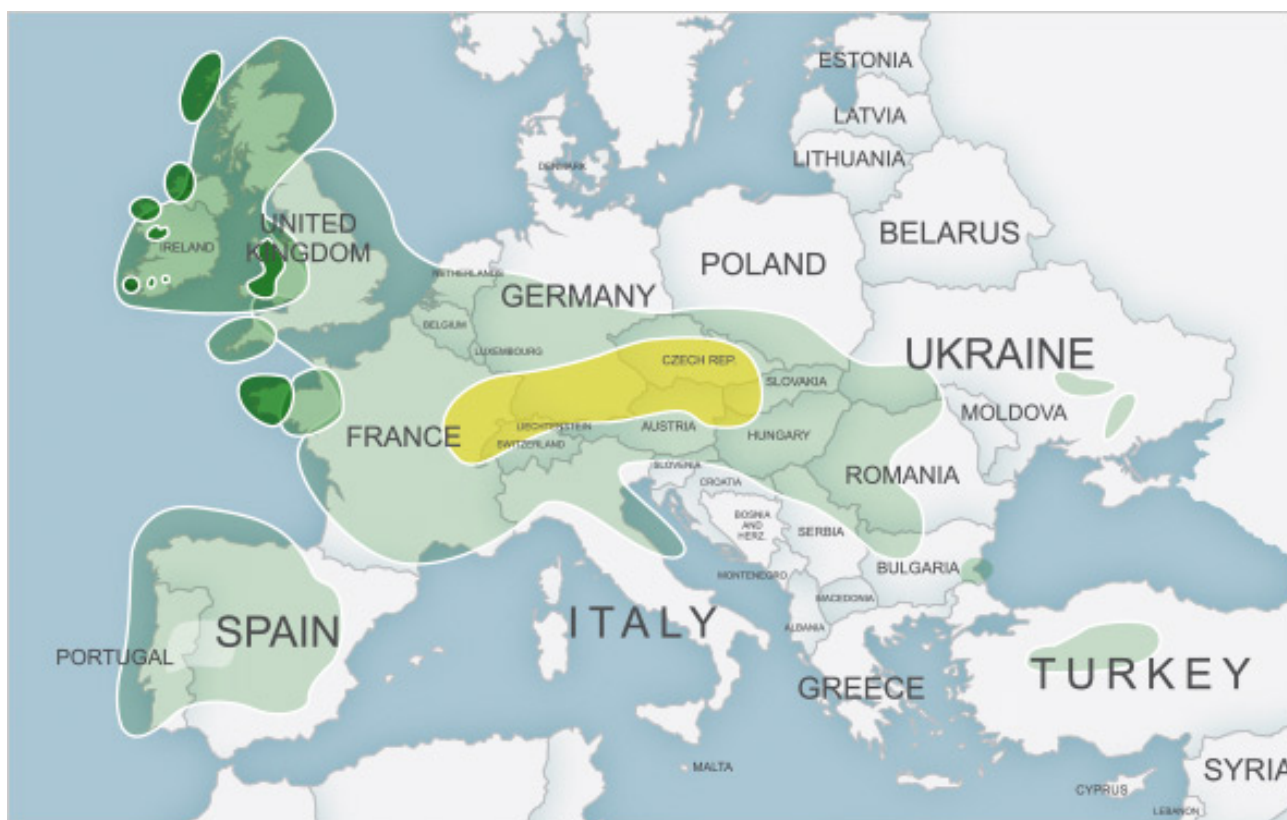 ESTONIA
LATVIA
LITHUANIA
DENMARK
BELARUS
UNITED
KINGDOM
IRELAND
POLAND
NETHERLANDS
GERMANY
BELGIUM
LUXEMBOURG
CZECH REP.
UKRAINE
SLOVAKIA
MOLDOVA
FRANCE
LIECHTENSTEIN
SWITZERLAND
AUSTRIA
HUNGARY
SLOVENIA
ROMANIA
CROATIA
BOSNIA
AND
HERZ.
SERBIA
BULGARIA
MONTENEGRO
MACEDONIA
ALBANIA
ITALY
SPAIN
PORTUGAL
GREECE
TURKEY
MALTA
SYRIA
CYPRUS
LEBANON